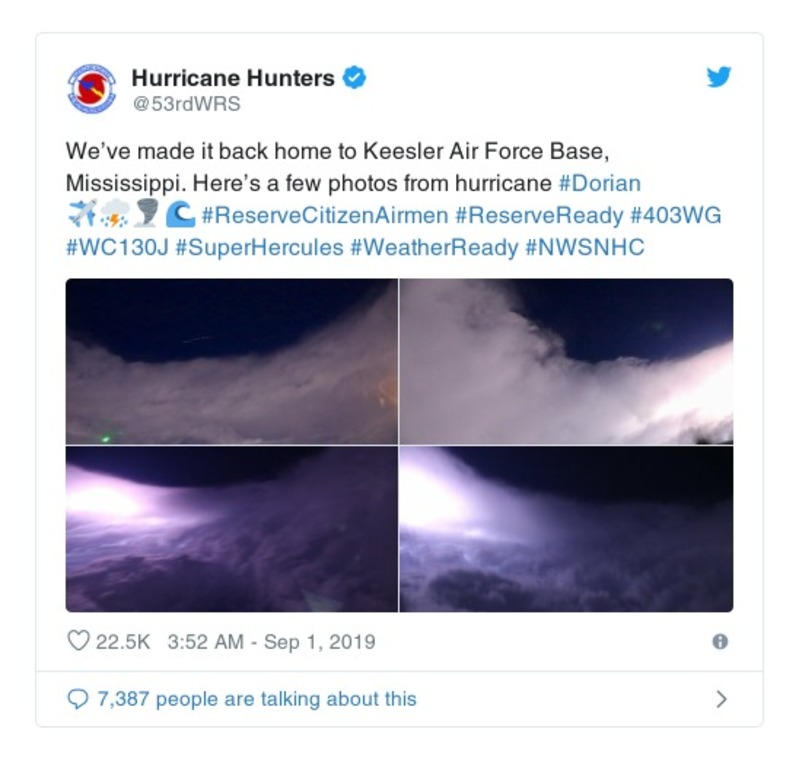 Hurricane Hunters
@53rdWRS
We’ve made it back home to Keesler Air Force Base,
Mississippi. Here’s a few photos from hurricane #Dorian
✈️⛈️🌪️🌊 #ReserveCitizenAirmen #ReserveReady #403WG
#WC130J #SuperHercules #WeatherReady #NWSNHC
22.5K 3:52 AM - Sep 1, 2019
7,387 people are talking about this